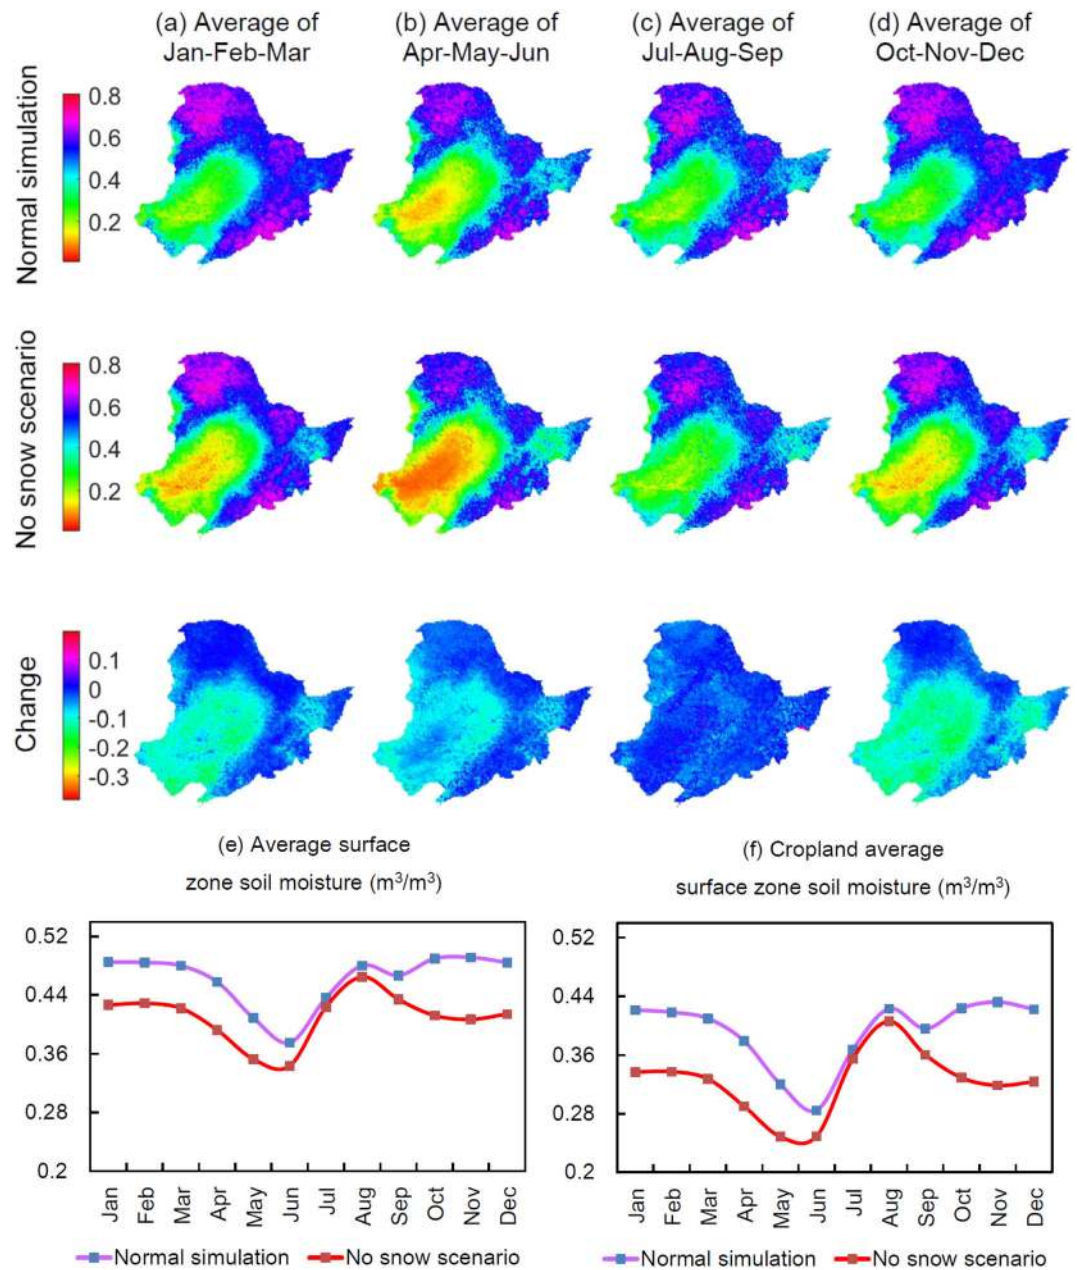 (a) Average of
Jan-Feb-Mar
(b) Average of
Apr-May-Jun
(c) Average of
Jul-Aug-Sep
(d) Average of
Oct-Nov-Dec
Normal simulation
0.8
0.6
0.4
0.2
No snow scenario
0.8
0.6
0.4
0.2
Change
0.1
0
-0.1
-0.2
-0.3
(e) Average surface
zone soil moisture (m³/m³)
0.52
0.44
0.36
0.28
0.2
Jan Feb Mar Apr May Jun Jul Aug Sep Oct Nov Dec
Normal simulation No snow scenario
(f) Cropland average
surface zone soil moisture (m³/m³)
0.52
0.44
0.36
0.28
0.2
Jan Feb Mar Apr May Jun Jul Aug Sep Oct Nov Dec
Normal simulation No snow scenario